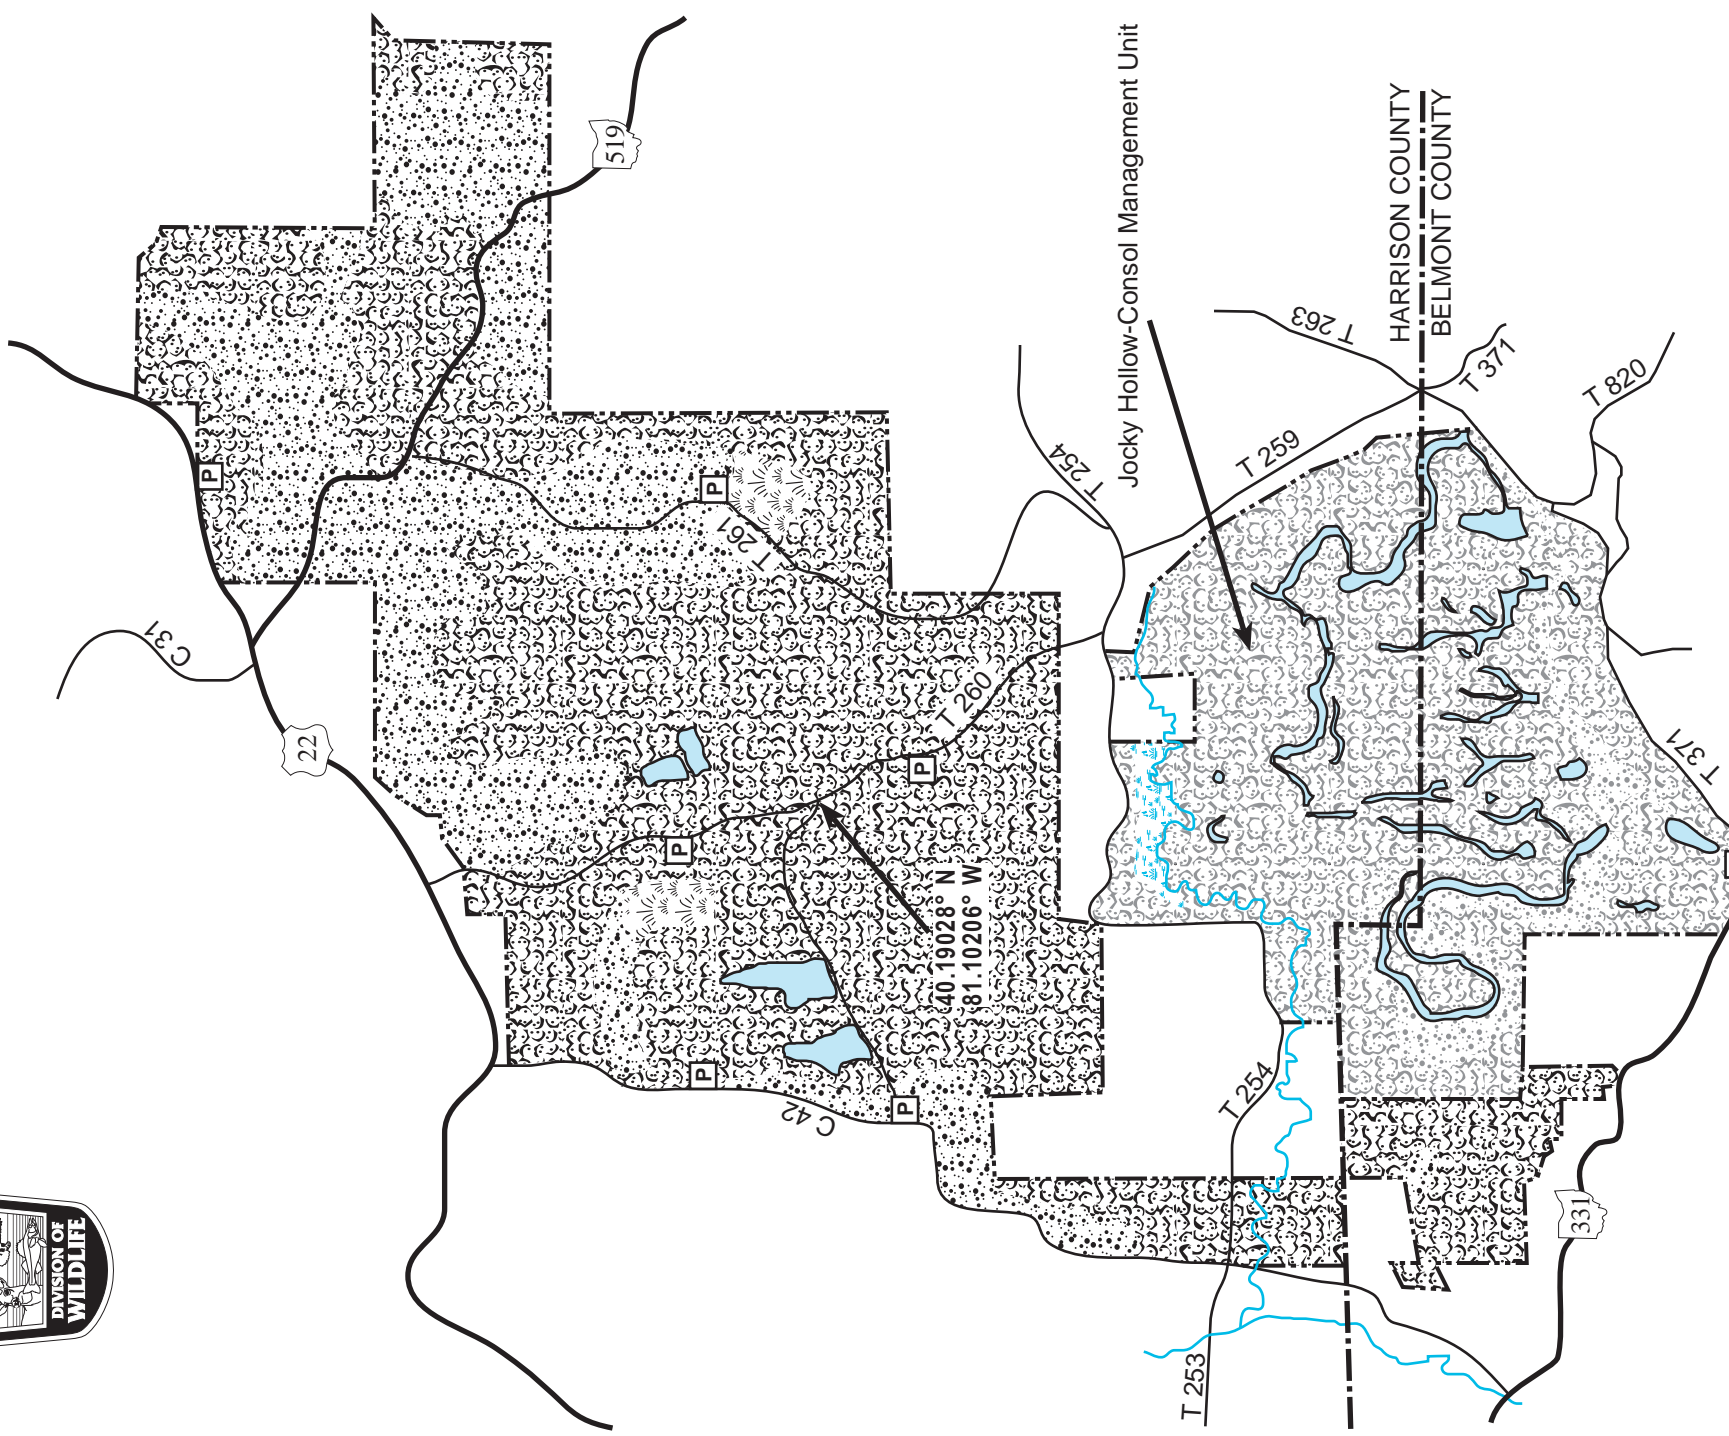 519
C 31
22
P
P
T 261
T 254
Jocky Hollow-Consol Management Unit
T 263
HARRISON COUNTY
BELMONT COUNTY
T 371
T 820
T 259
T 260
P
P
40.19028° N
81.10206° W
P
C 42
P
T 254
T 371
331
T 253
DIVISION OF
WILDLIFE